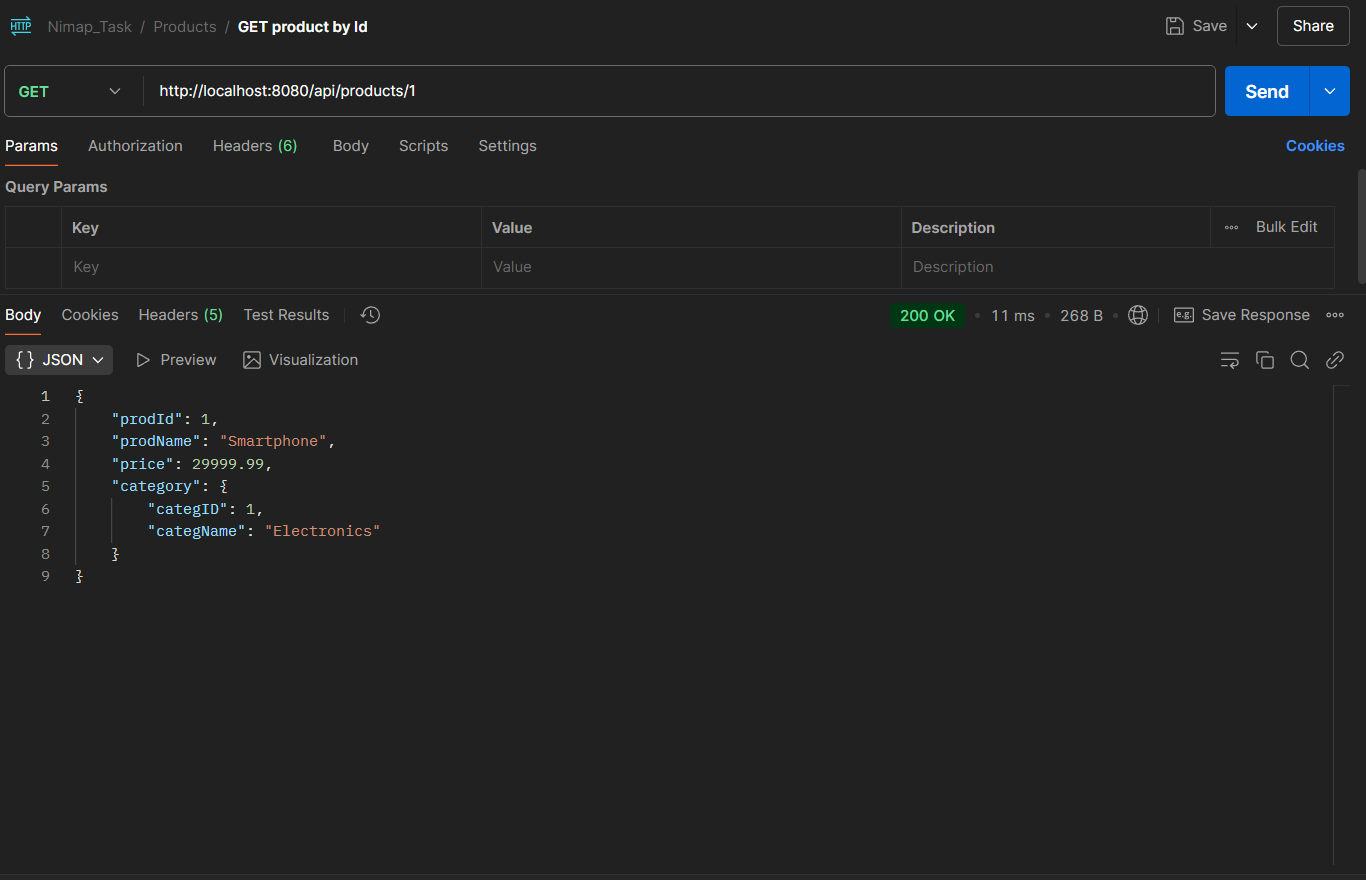 HTTP Nimap_Task / Products / GET product by Id Save Share
GET http://localhost:8080/api/products/1 Send
Params Authorization Headers (6) Body Scripts Settings Cookies
Query Params
Key Value Description Bulk Edit
Key Value Description
Body Cookies Headers (5) Test Results 200 OK • 11 ms • 268 B • e.g. Save Response
{} JSON Preview Visualization
1 {
2 "prodId": 1,
3 "prodName": "Smartphone",
4 "price": 29999.99,
5 "category": {
6 "categID": 1,
7 "categName": "Electronics"
8 }
9 }